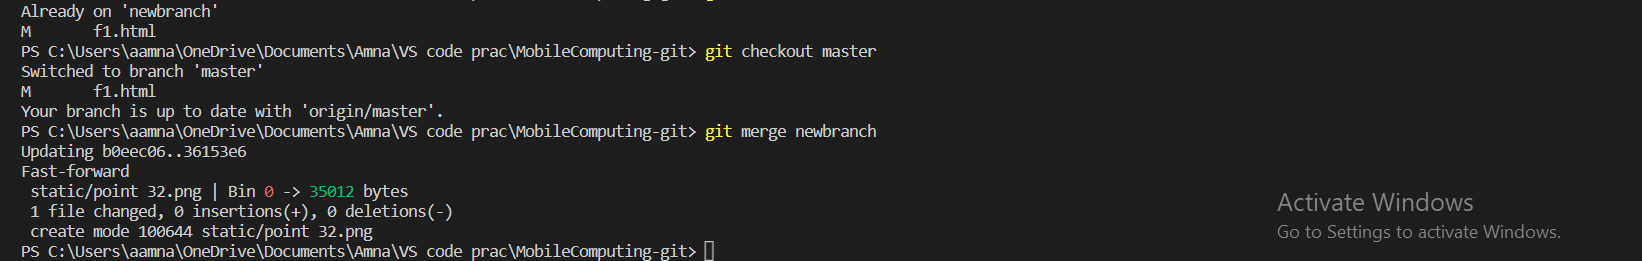 Already on 'newbranch'
M       f1.html
PS C:\Users\aamna\OneDrive\Documents\Amna\VS code prac\MobileComputing-git> git checkout master
Switched to branch 'master'
M       f1.html
Your branch is up to date with 'origin/master'.
PS C:\Users\aamna\OneDrive\Documents\Amna\VS code prac\MobileComputing-git> git merge newbranch
Updating b0eec06..36153e6
Fast-forward
 static/point 32.png | Bin 0 -> 35012 bytes
 1 file changed, 0 insertions(+), 0 deletions(-)
 create mode 100644 static/point 32.png
PS C:\Users\aamna\OneDrive\Documents\Amna\VS code prac\MobileComputing-git>
Activate Windows
Go to Settings to activate Windows.